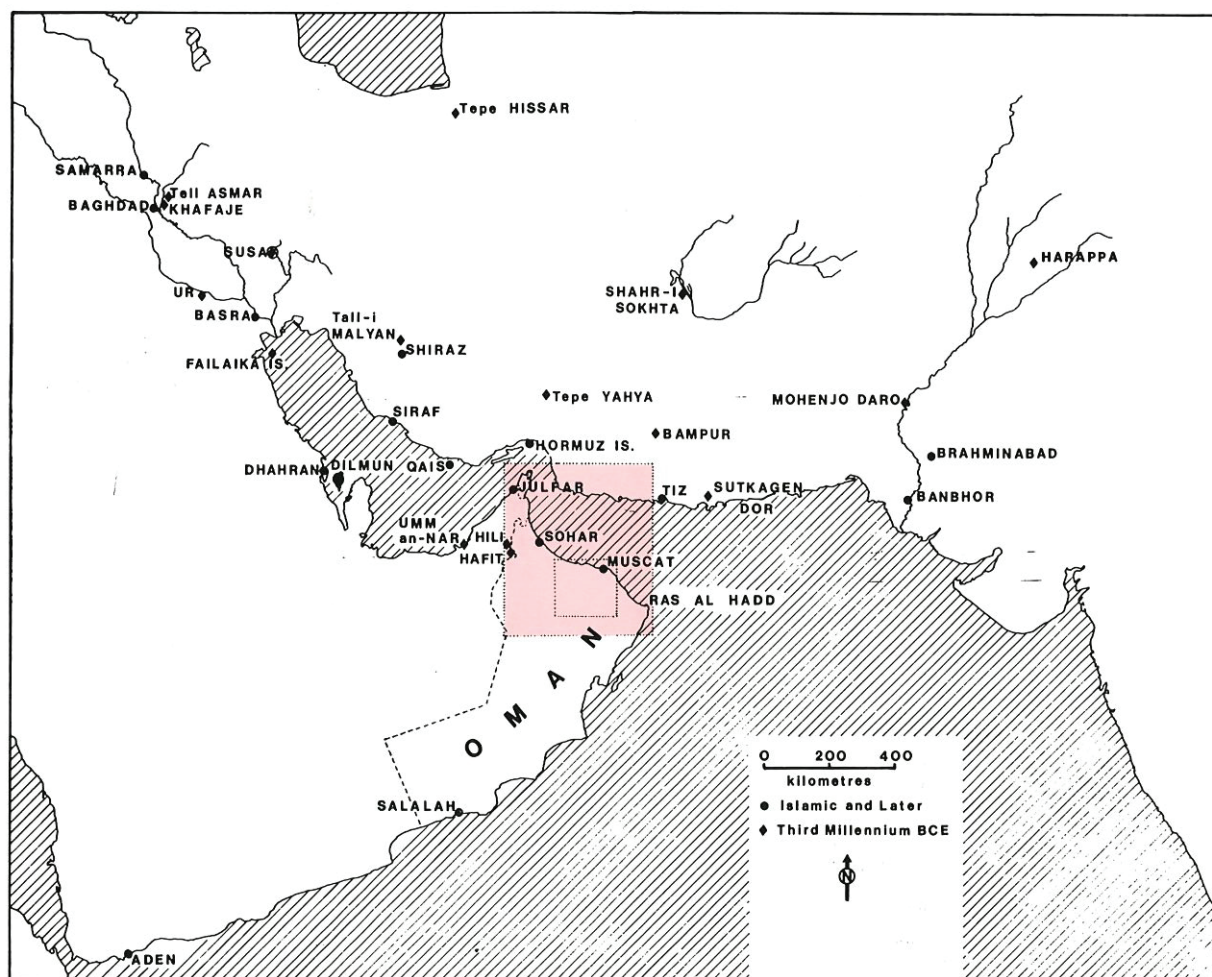 Tepe HISSAR
SAMARRA
Tell ASMAR
BAGHDAD
KHAFAJE
SUSA
HARAPPA
UR
SHAHR-I
SOKHTA
BASRA
Tall-i
MALYAN
SHIRAZ
FAILAIKA IS.
Tepe YAHYA
MOHENJO DARO
SIRAF
HORMUZ IS.
BAMPUR
BRAHMINABAD
DHAHRAN
DILMUN
QAIS
JULFAR
TIZ
SUTKAGEN
DOR
BANBHOR
UMM
an-NAR
HILI
HAFIT
SOHAR
MUSCAT
RAS AL HADD
OMAN
SALALAH
ADEN
0 200 400
kilometres
Islamic and Later
Third Millennium BCE
N